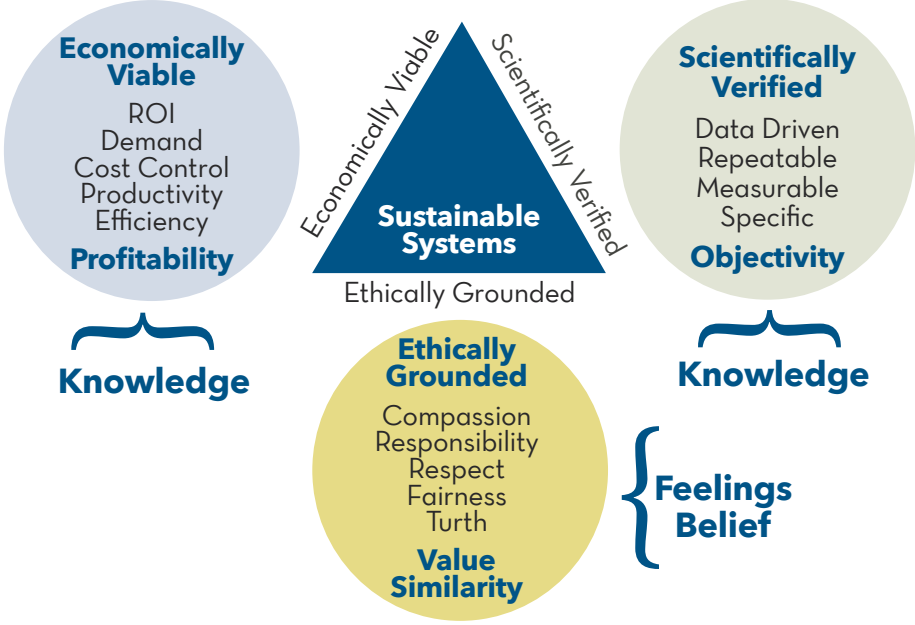 Economically
Viable
ROI
Demand
Cost Control
Productivity
Efficiency
Profitability
Knowledge
Economically Viable
Scientifically Verified
Sustainable
Systems
Ethically Grounded
Scientifically
Verified
Data Driven
Repeatable
Measurable
Specific
Objectivity
Knowledge
Ethically
Grounded
Compassion
Responsibility
Respect
Fairness
Turth
Value
Similarity
Feelings
Belief